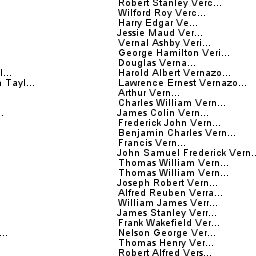 Robert Stanley Verc...
Wilford Roy Verc...
Harry Edgar Ve...
Jessie Maud Ver...
Vernal Ashby Veri...
George Hamilton Veri...
Douglas Verna...
l... Harold Albert Vernazo...
Tayl... Lawrence Ernest Vernazo...
Arthur Vern...
Charles William Vern...
James Colin Vern...
Frederick John Vern...
Benjamin Charles Vern...
Francis Vern...
John Samuel Frederick Vern..
Thomas William Vern...
Thomas William Vern...
Joseph Robert Vern...
Alfred Reuben Verra...
William James Verr...
James Stanley Verr...
Frank Wakefield Ver...
... Nelson George Ver...
Thomas Henry Ver...
Robert Alfred Vers...